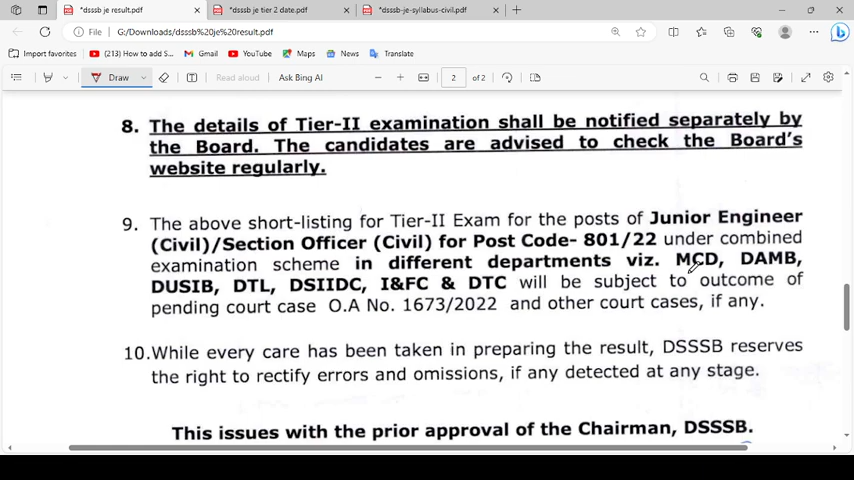 *dsssb je result.pdf
*dsssb je tier 2 date.pdf
*dsssb-je-syllabus-civil.pdf
File
G:/Downloads/dsssb%20je%20result.pdf
Import favorites
(213) How to add S...
Gmail
YouTube
Maps
News
Translate
Draw
Read aloud
Ask Bing AI
2
of 2
8. The details of Tier-II examination shall be notified separately by
the Board. The candidates are advised to check the Board's
website regularly.
9. The above short-listing for Tier-II Exam for the posts of Junior Engineer
(Civil)/Section Officer (Civil) for Post Code- 801/22 under combined
examination scheme in different departments viz. MCD, DAMB,
DUSIB, DTL, DSIIDC, I&FC & DTC will be subject to outcome of
pending court case O.A No. 1673/2022 and other court cases, if any.
10.While every care has been taken in preparing the result, DSSSB reserves
the right to rectify errors and omissions, if any detected at any stage.
This issues with the prior approval of the Chairman, DSSSB.